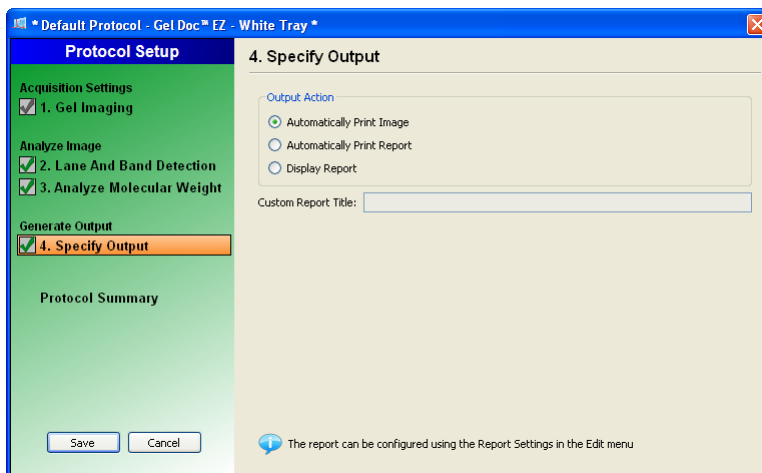 * Default Protocol - Gel Doc™ EZ - White Tray *
Protocol Setup
Acquisition Settings
1. Gel Imaging
Analyze Image
2. Lane And Band Detection
3. Analyze Molecular Weight
Generate Output
4. Specify Output
Protocol Summary
Save
Cancel
4. Specify Output
Output Action
Automatically Print Image
Automatically Print Report
Display Report
Custom Report Title:
The report can be configured using the Report Settings in the Edit menu